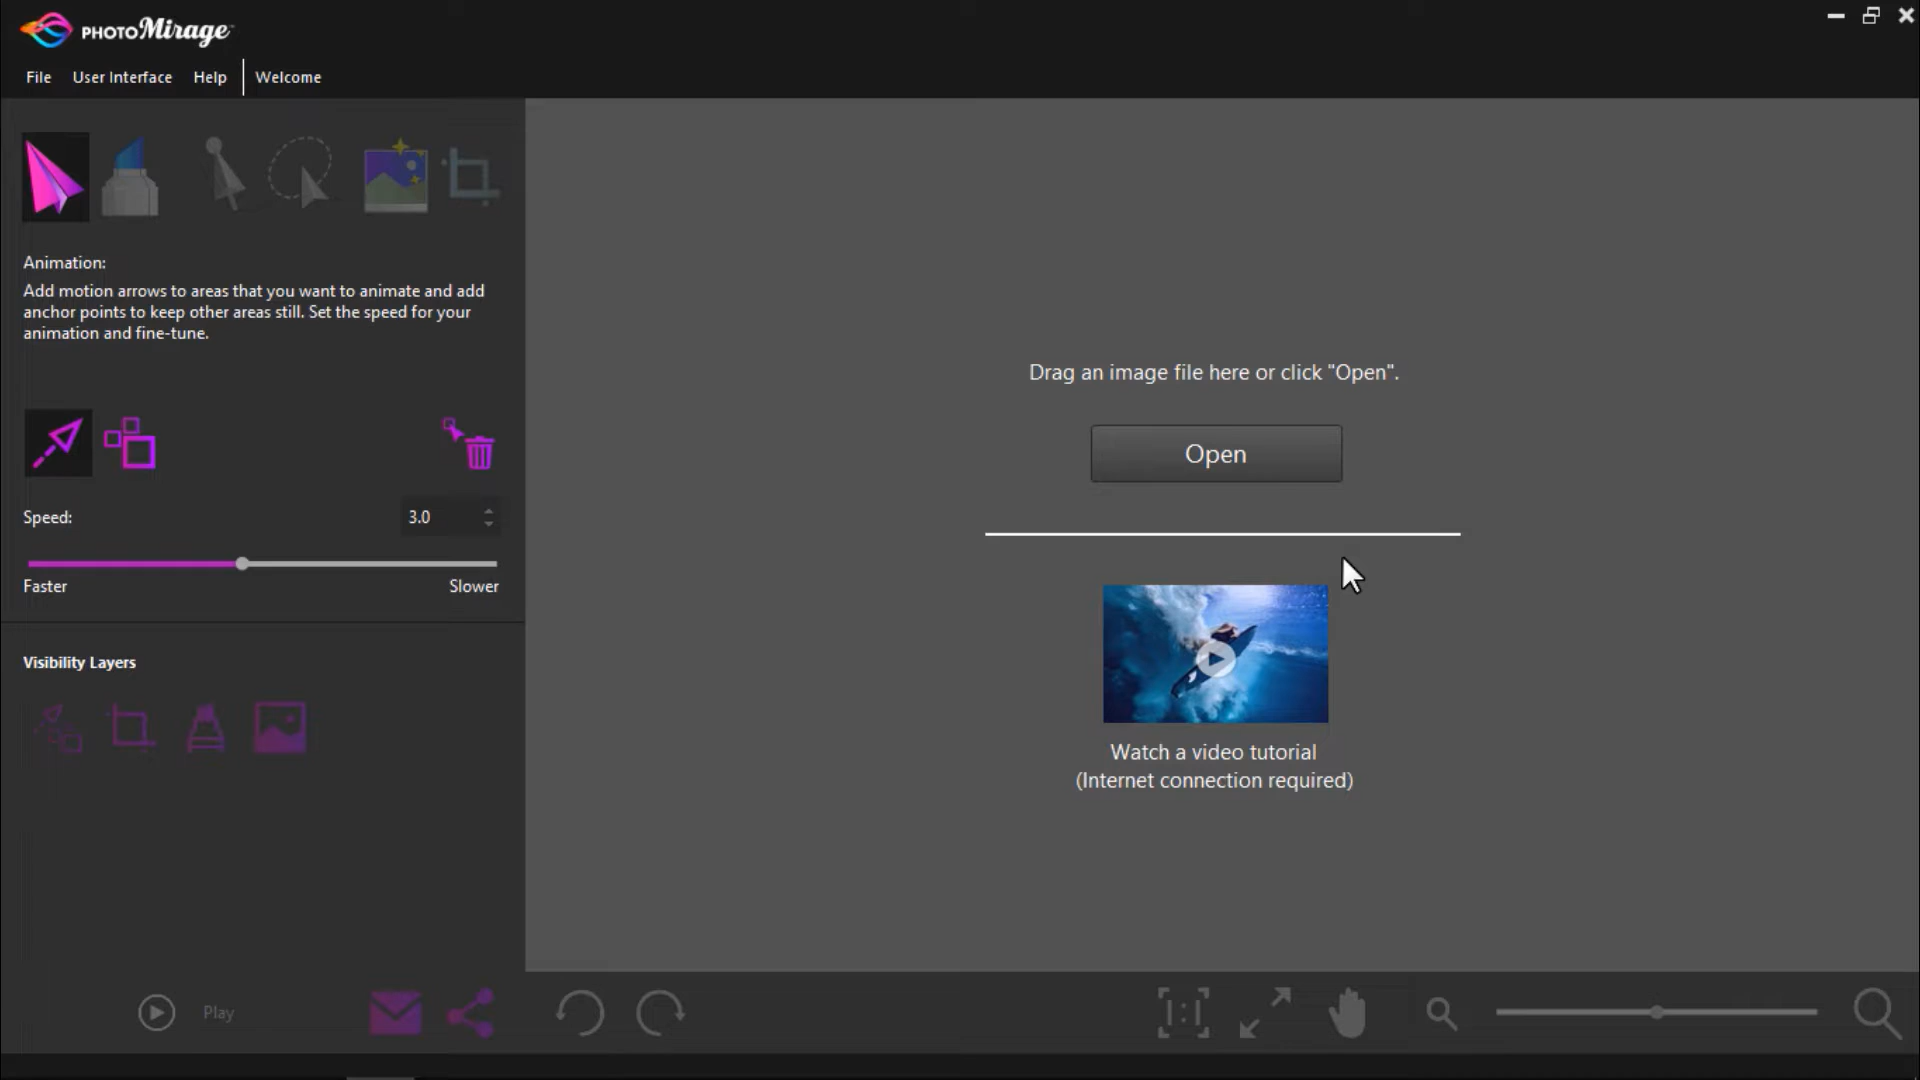 PHOTOMirage™
File User Interface Help Welcome
Animation:
Add motion arrows to areas that you want to animate and add
anchor points to keep other areas still. Set the speed for your
animation and fine-tune.
Speed: 3.0
Faster Slower
Visibility Layers
Play
Drag an image file here or click "Open".
Open
Watch a video tutorial
(Internet connection required)
[1:1]